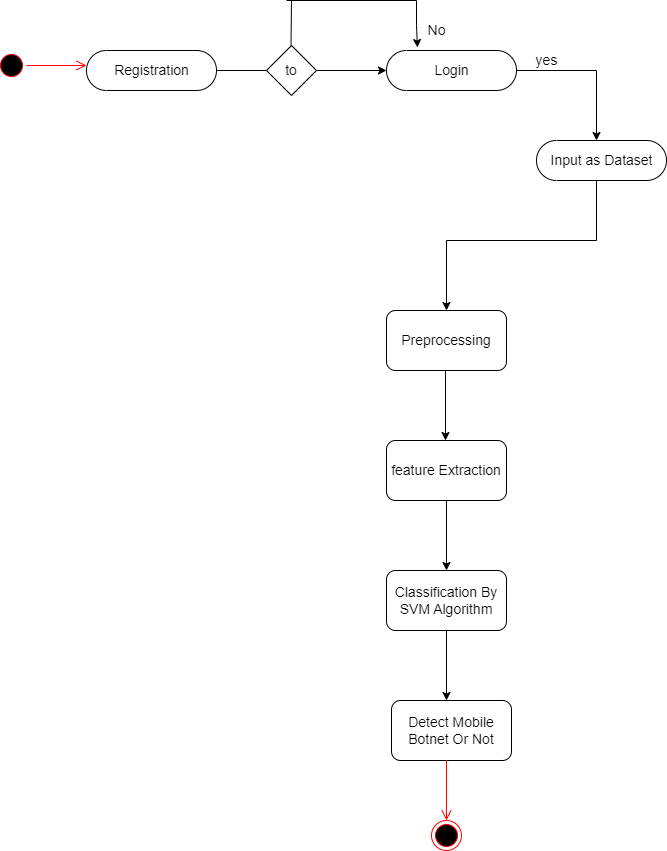 No
Registration
to
Login
yes
Input as Dataset
Preprocessing
feature Extraction
Classification By
SVM Algorithm
Detect Mobile
Botnet Or Not